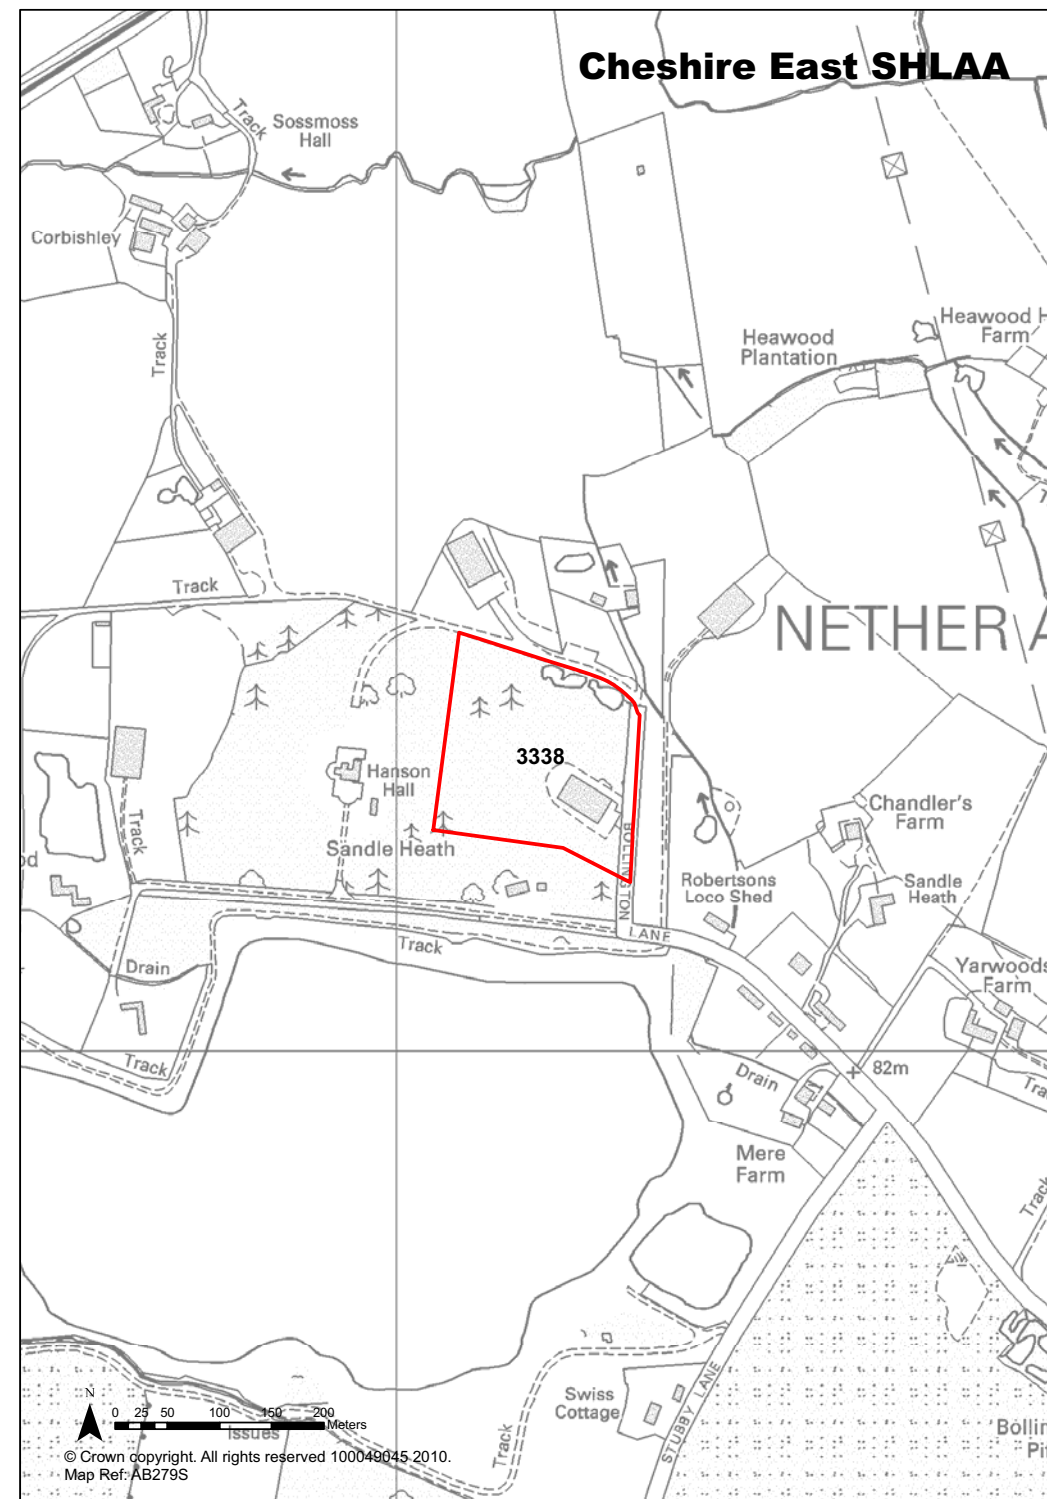 Cheshire East SHLAA
Track
Sossmoss
Hall
Corbishley
Track
Heawood
Plantation
Heawood H
Farm
Track
NETHER A
3338
Hanson
Hall
Sandle Heath
BOLLINGTON
LANE
Track
Track
Drain
Track
Chandler's
Farm
Robertsons
Loco Shed
Sandle
Heath
Yarwoods
Farm
82m
Drain
Mere
Farm
Track
Swiss
Cottage
STUBBY LANE
Track
Issues
N
0 25 50 100 150 200
Meters
© Crown copyright. All rights reserved 100049045 2010.
Map Ref: AB279S